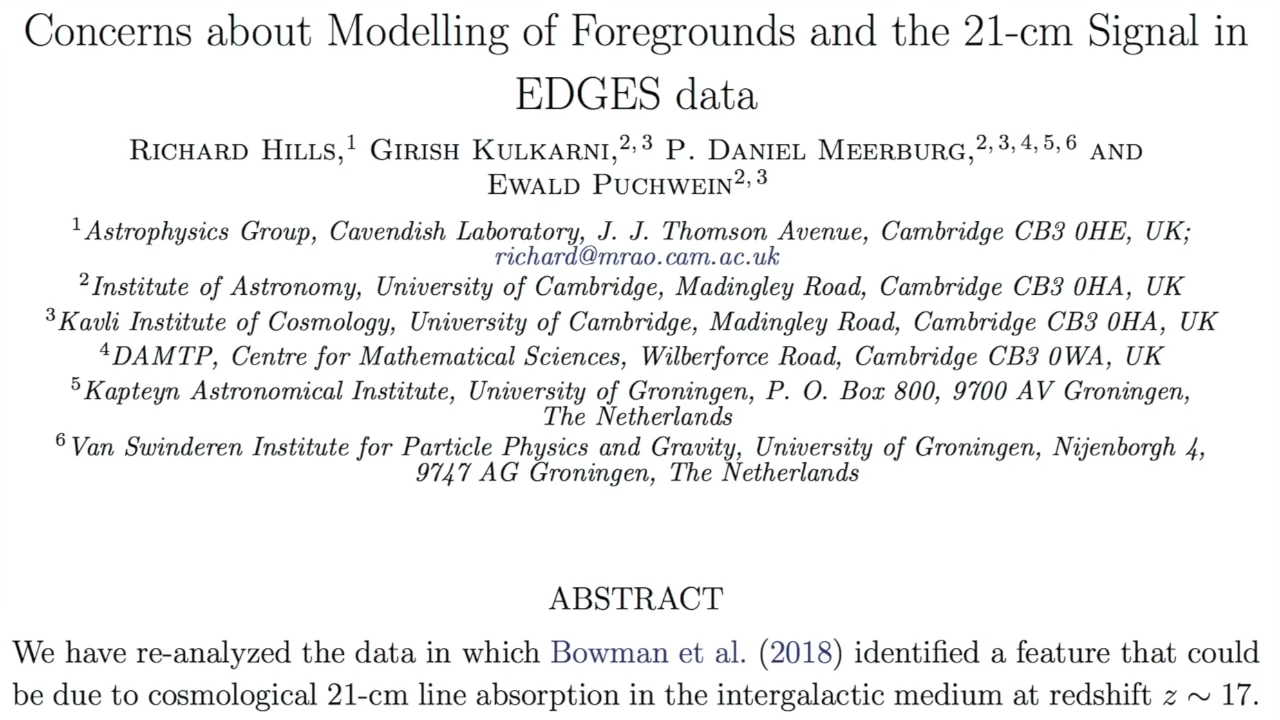 Concerns about Modelling of Foregrounds and the 21-cm Signal in
EDGES data
RICHARD HILLS,¹ GIRISH KULKARNI,²,³ P. DANIEL MEERBURG,²,³,⁴,⁵,⁶ AND
EWALD PUCHWEIN²,³
¹Astrophysics Group, Cavendish Laboratory, J. J. Thomson Avenue, Cambridge CB3 0HE, UK;
richard@mrao.cam.ac.uk
²Institute of Astronomy, University of Cambridge, Madingley Road, Cambridge CB3 0HA, UK
³Kavli Institute of Cosmology, University of Cambridge, Madingley Road, Cambridge CB3 0HA, UK
⁴DAMTP, Centre for Mathematical Sciences, Wilberforce Road, Cambridge CB3 0WA, UK
⁵Kapteyn Astronomical Institute, University of Groningen, P. O. Box 800, 9700 AV Groningen,
The Netherlands
⁶Van Swinderen Institute for Particle Physics and Gravity, University of Groningen, Nijenborgh 4,
9747 AG Groningen, The Netherlands
ABSTRACT
We have re-analyzed the data in which Bowman et al. (2018) identified a feature that could
be due to cosmological 21-cm line absorption in the intergalactic medium at redshift z ∼ 17.